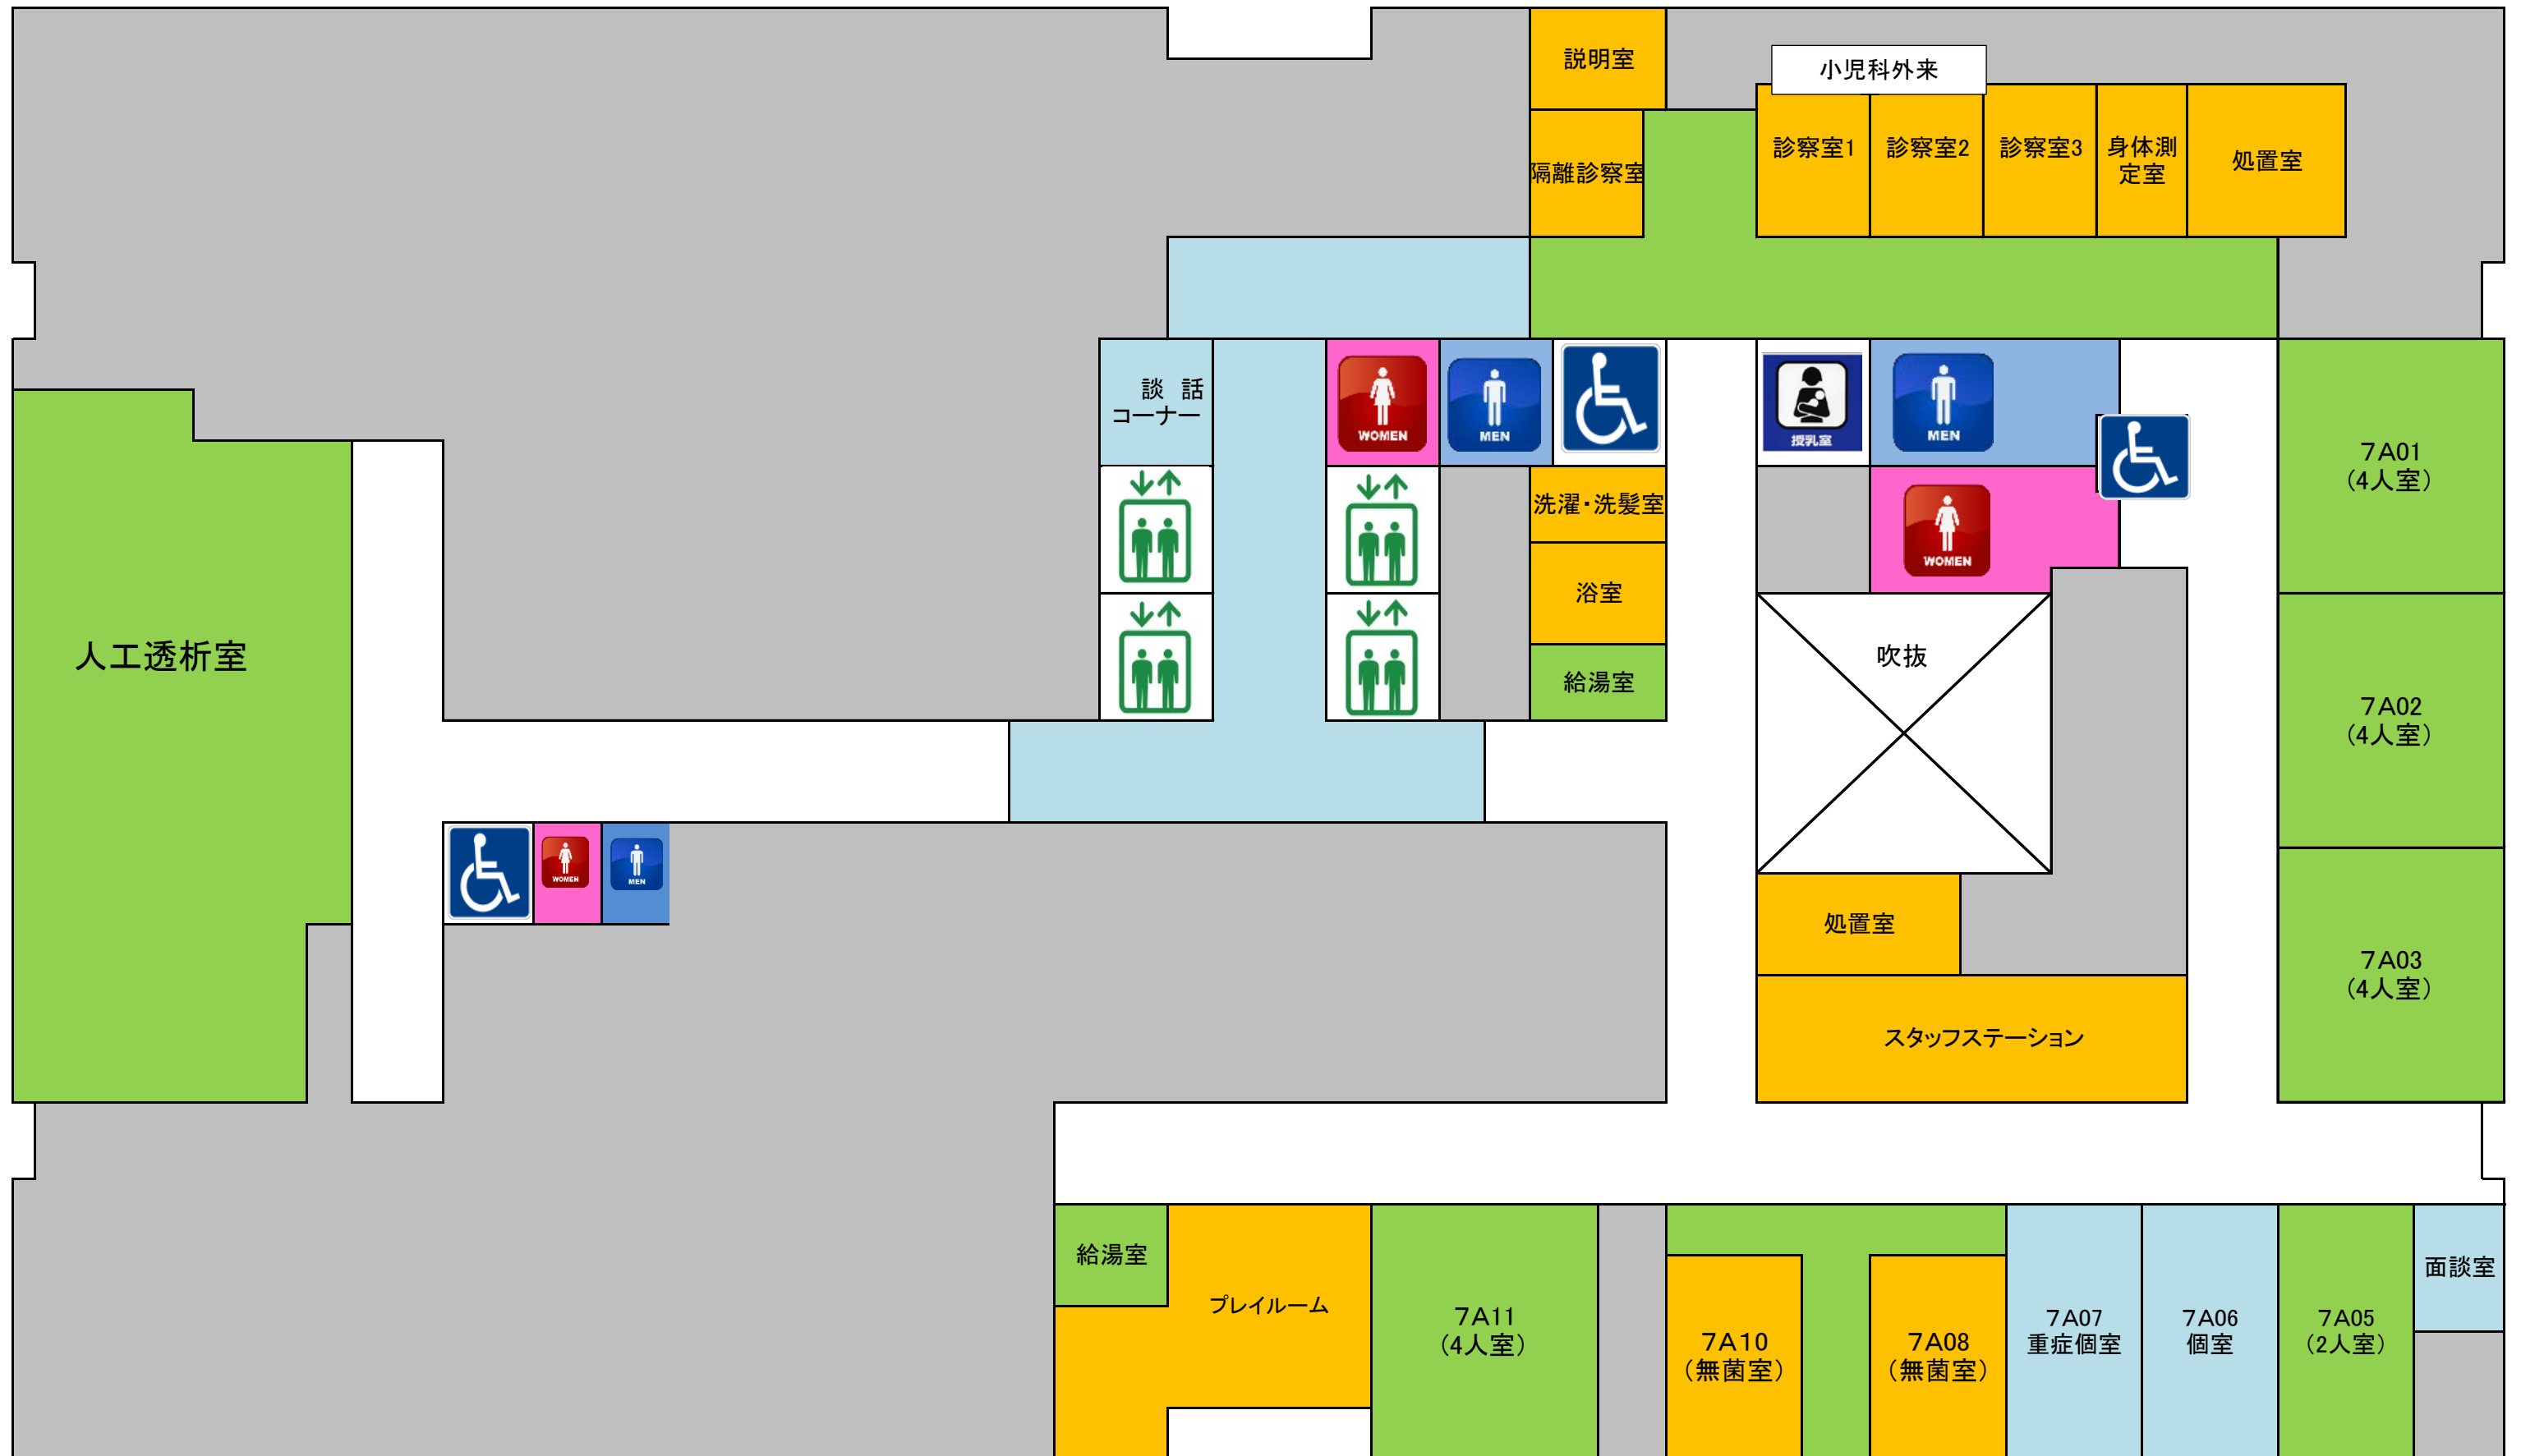 説明室
小児科外来
隔離診察室
診察室1
診察室2
診察室3
身体測
定室
処置室
談 話
コーナー
WOMEN
MEN
授乳室
MEN
7A01
(4人室)
洗濯・洗髪室
WOMEN
浴室
人工透析室
吹抜
給湯室
7A02
(4人室)
WOMEN
MEN
処置室
7A03
(4人室)
スタッフステーション
給湯室
プレイルーム
7A11
(4人室)
7A10
(無菌室)
7A08
(無菌室)
7A07
重症個室
7A06
個室
7A05
(2人室)
面談室